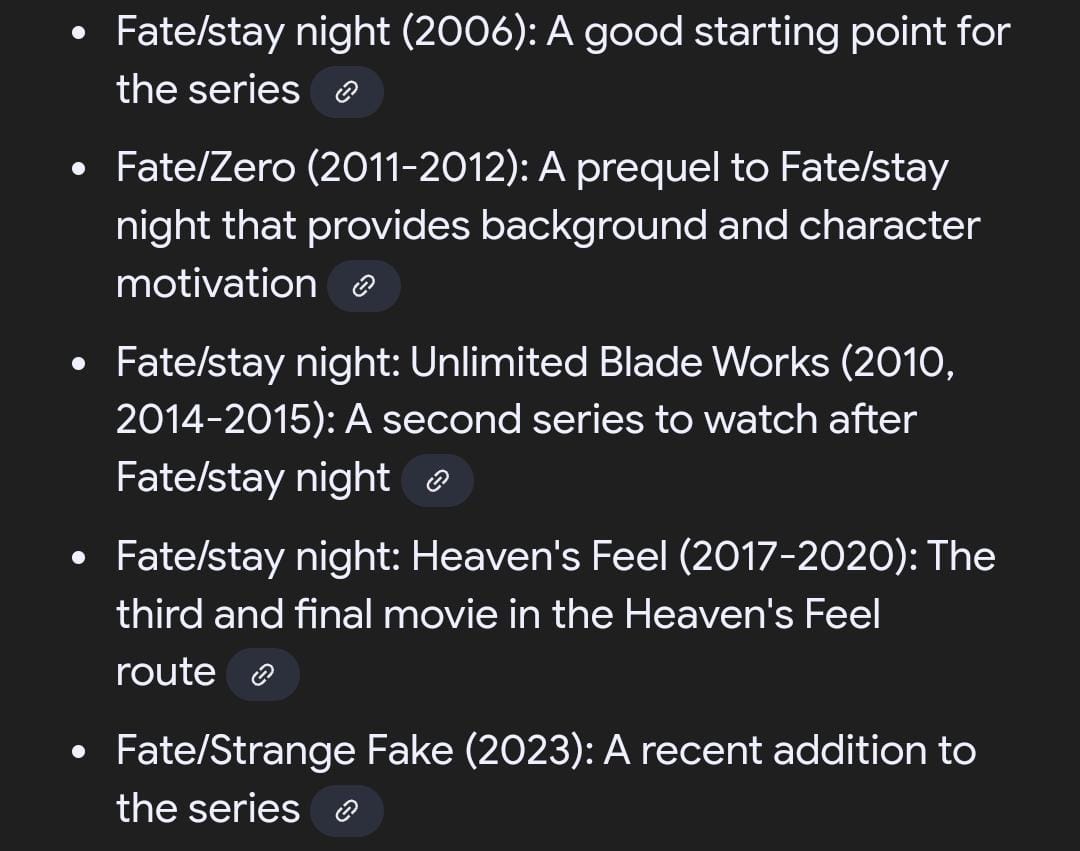 • Fate/stay night (2006): A good starting point for
the series
• Fate/Zero (2011-2012): A prequel to Fate/stay
night that provides background and character
motivation
• Fate/stay night: Unlimited Blade Works (2010,
2014-2015): A second series to watch after
Fate/stay night
• Fate/stay night: Heaven's Feel (2017-2020): The
third and final movie in the Heaven's Feel
route
• Fate/Strange Fake (2023): A recent addition to
the series